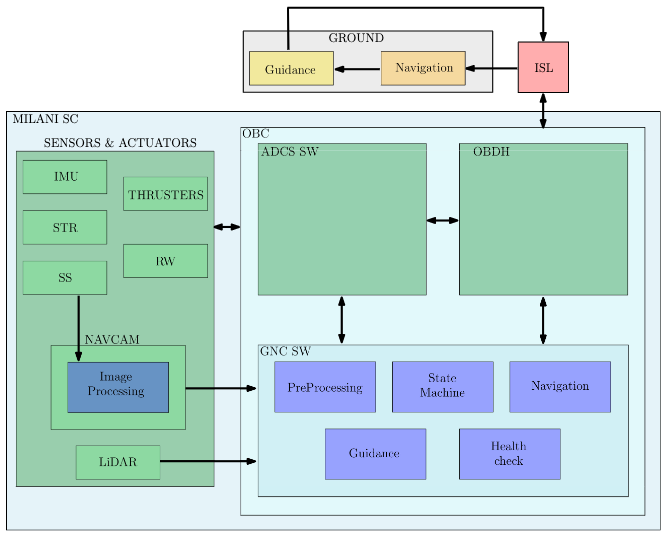 GROUND
Guidance
Navigation
ISL
MILANI SC
SENSORS & ACTUATORS
IMU
THRUSTERS
STR
RW
SS
NAVCAM
Image
Processing
LiDAR
OBC
ADCS SW
OBDH
GNC SW
PreProcessing
State
Machine
Navigation
Guidance
Health
check